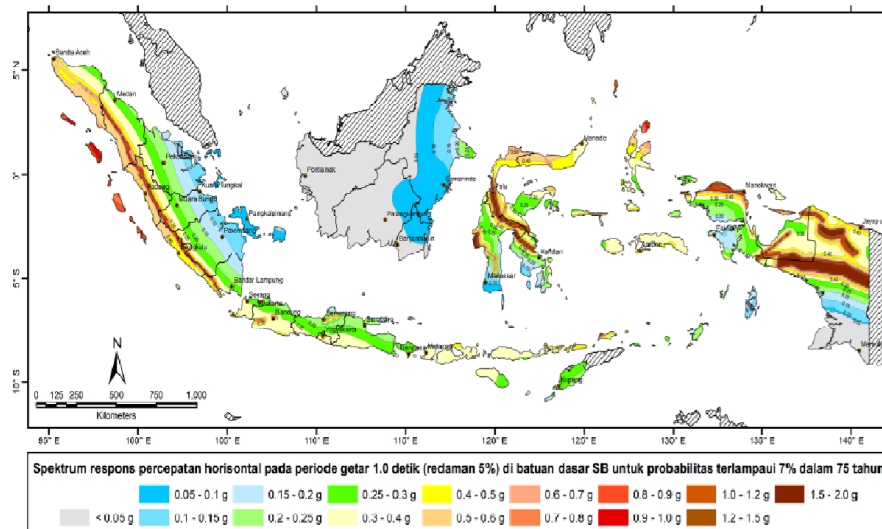 Banda Aceh
5°N
Medan
Manado
Pekanbaru
Kuala Tungkal
0°
Pontianak
Samarinda
Manokwari
Padang
Palu
Muara Bungo
Pangkalpinang
Jayapura
Bengkulu
Banjarmasin
Kendari
Ambon
5°S
Makassar
Bandar Lampung
Serang
Bandung
Semarang
Surabaya
Yogyakarta
N
Denpasar
Mataram
Kupang
10°S
0 125 250 500 750 1,000
Kilometers
95° E 100° E 105° E 110° E 115° E 120° E 125° E 130° E 135° E 140° E
Spektrum respons percepatan horisontal pada periode getar 1.0 detik (redaman 5%) di batuan dasar SB untuk probabilitas terlampaui 7% dalam 75 tahun
0.05 - 0.1 g 0.15 - 0.2 g 0.25 - 0.3 g 0.4 - 0.5 g 0.6 - 0.7 g 0.8 - 0.9 g 1.0 - 1.2 g 1.5 - 2.0 g
< 0.05 g 0.1 - 0.15 g 0.2 - 0.25 g 0.3 - 0.4 g 0.5 - 0.6 g 0.7 - 0.8 g 0.9 - 1.0 g 1.2 - 1.5 g